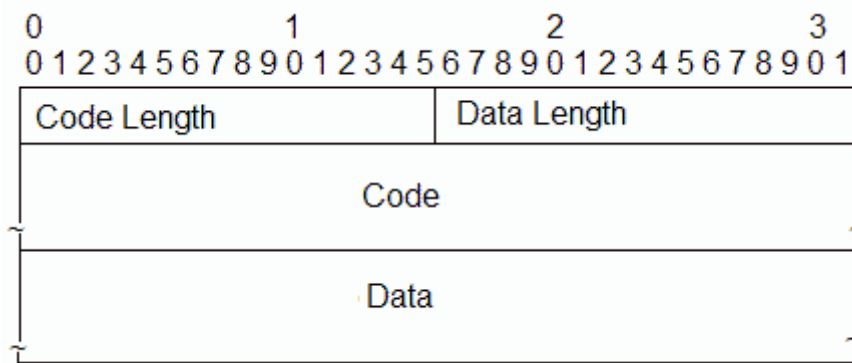 0 1 2 3
0 1 2 3 4 5 6 7 8 9 0 1 2 3 4 5 6 7 8 9 0 1 2 3 4 5 6 7 8 9 0 1
Code Length Data Length
Code
~ ~
Data
~ ~